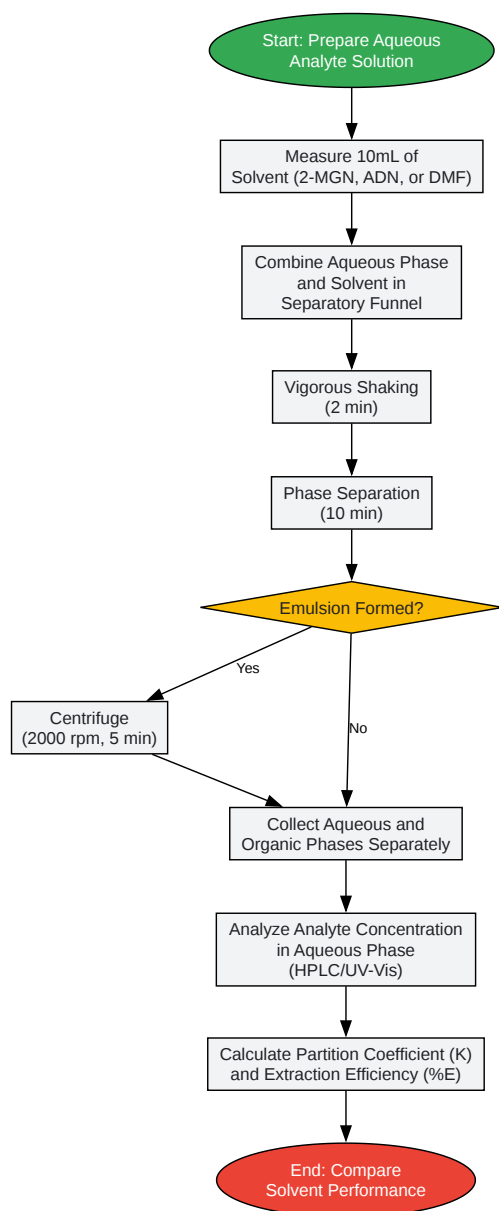 Start: Prepare Aqueous
Analyte Solution
Measure 10mL of
Solvent (2-MGN, ADN, or DMF)
Combine Aqueous Phase
and Solvent in
Separatory Funnel
Vigorous Shaking
(2 min)
Phase Separation
(10 min)
Emulsion Formed?
Yes
Centrifuge
(2000 rpm, 5 min)
No
Collect Aqueous and
Organic Phases Separately
Analyze Analyte Concentration
in Aqueous Phase
(HPLC/UV-Vis)
Calculate Partition Coefficient (K)
and Extraction Efficiency (%E)
End: Compare
Solvent Performance